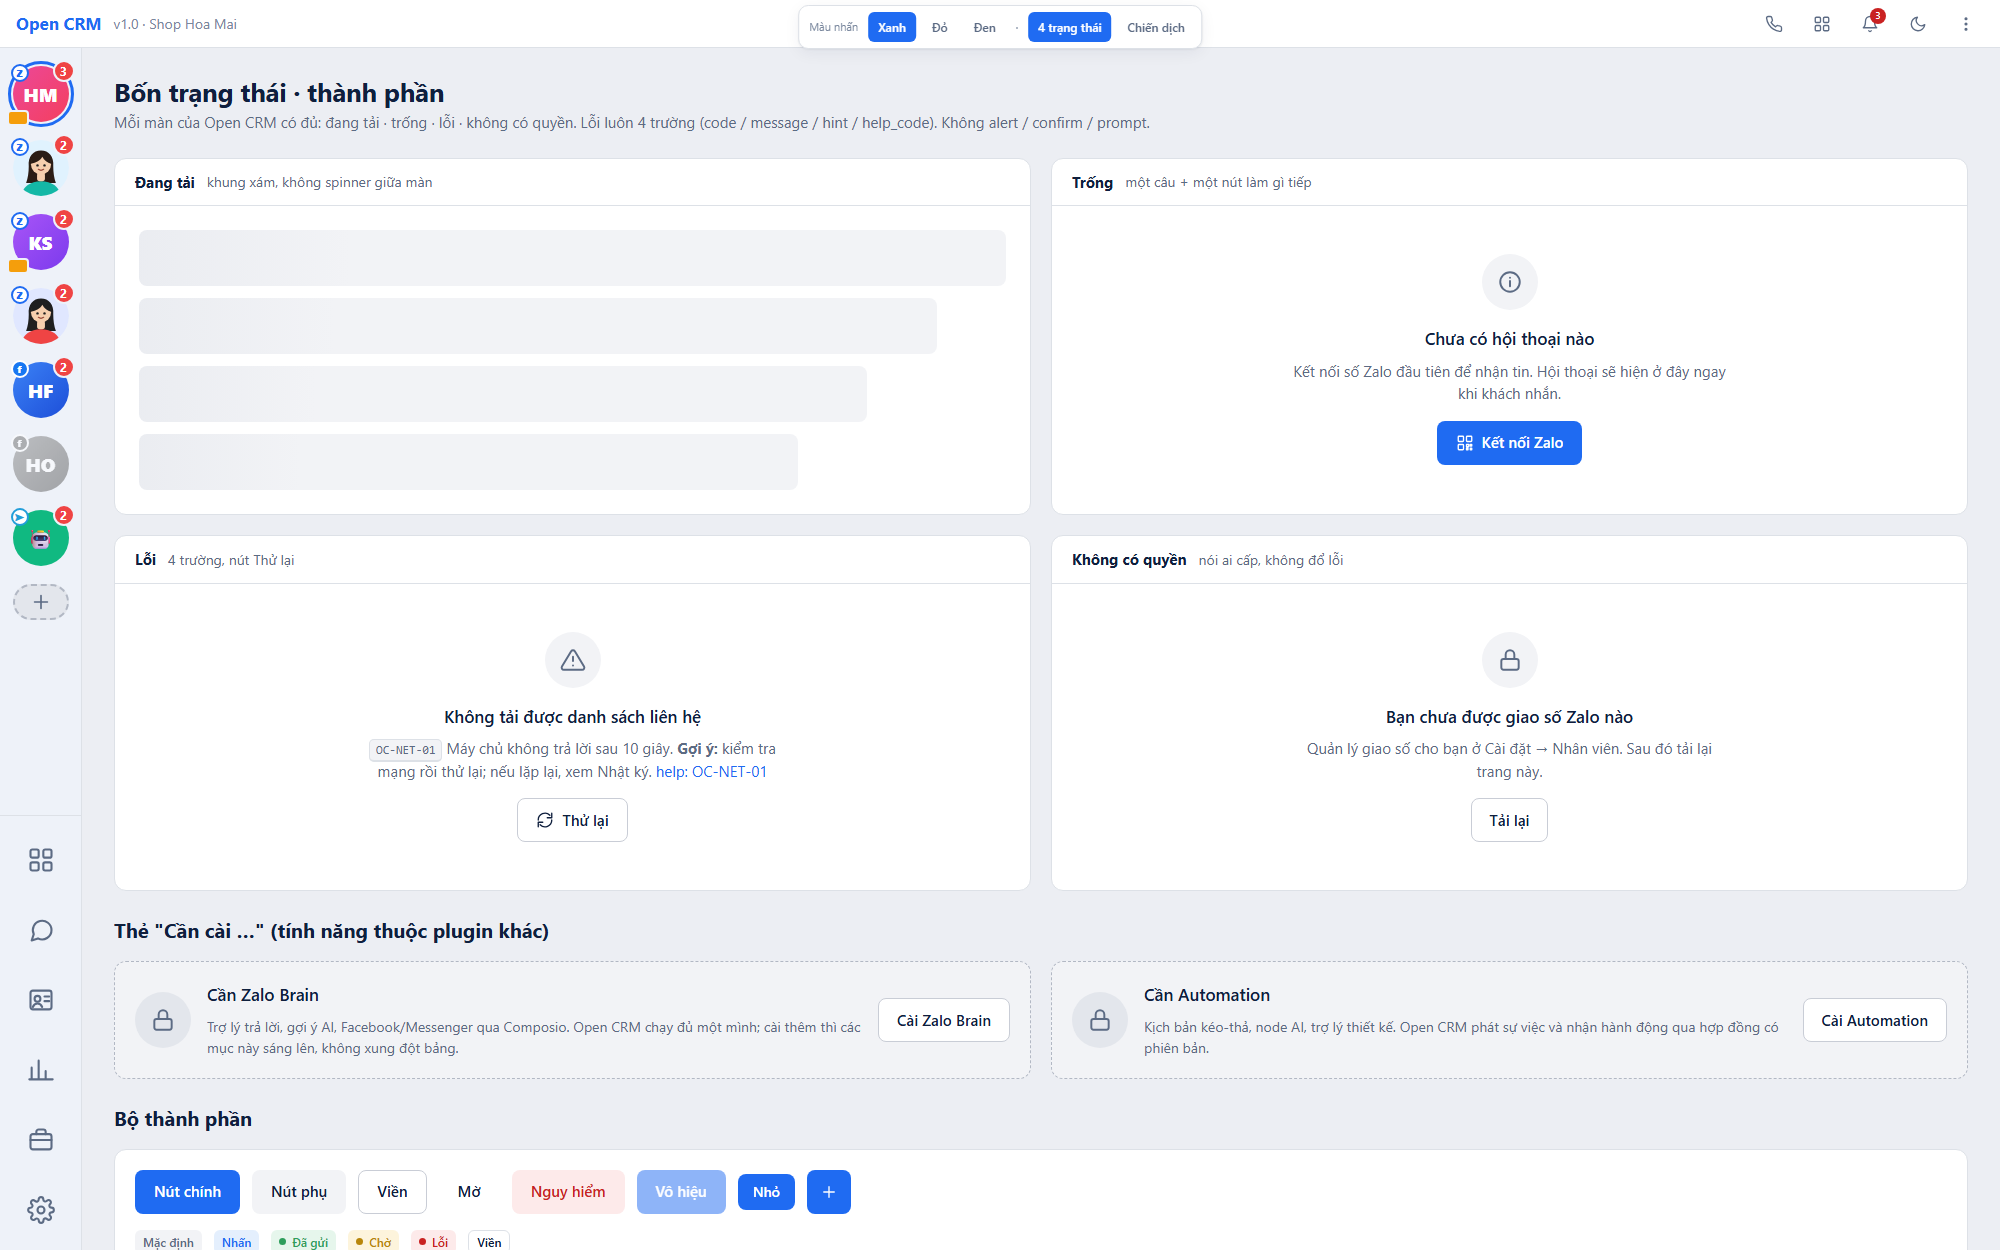 Open CRM v1.0 · Shop Hoa Mai
Màu nhấn Xanh Đỏ Đen · 4 trạng thái Chiến dịch
3
HM 3
2
KS 2
2
HF 2
HO
2
Bốn trạng thái · thành phần
Mỗi màn của Open CRM có đủ: đang tải · trống · lỗi · không có quyền. Lỗi luôn 4 trường (code / message / hint / help_code). Không alert / confirm / prompt.
Đang tải khung xám, không spinner giữa màn
Trống một câu + một nút làm gì tiếp
Chưa có hội thoại nào
Kết nối số Zalo đầu tiên để nhận tin. Hội thoại sẽ hiện ở đây ngay
khi khách nhắn.
Kết nối Zalo
Lỗi 4 trường, nút Thử lại
Không tải được danh sách liên hệ
OC-NET-01 Máy chủ không trả lời sau 10 giây. Gợi ý: kiểm tra
mạng rồi thử lại; nếu lặp lại, xem Nhật ký. help: OC-NET-01
Thử lại
Không có quyền nói ai cấp, không đổ lỗi
Bạn chưa được giao số Zalo nào
Quản lý giao số cho bạn ở Cài đặt → Nhân viên. Sau đó tải lại
trang này.
Tải lại
Thẻ "Cần cài ..." (tính năng thuộc plugin khác)
Cần Zalo Brain
Trợ lý trả lời, gợi ý AI, Facebook/Messenger qua Composio. Open CRM chạy đủ một mình; cài thêm thì các
mục này sáng lên, không xung đột bảng.
Cài Zalo Brain
Cần Automation
Kịch bản kéo-thả, node AI, trợ lý thiết kế. Open CRM phát sự việc và nhận hành động qua hợp đồng có
phiên bản.
Cài Automation
Bộ thành phần
Nút chính Nút phụ Viền Mờ Nguy hiểm Vô hiệu Nhỏ +
Mặc định Nhấn Đã gửi Chờ Lỗi Viền